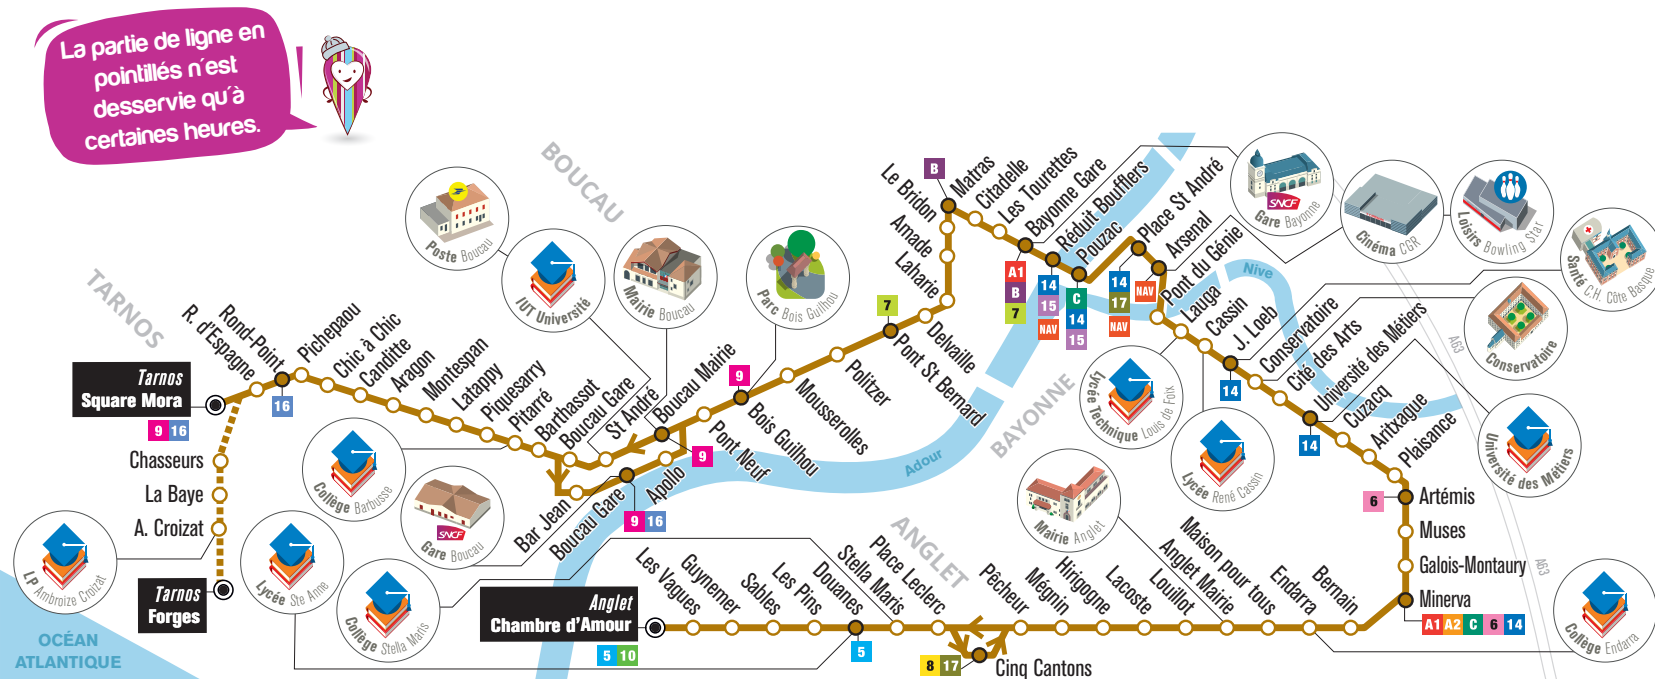 La partie de ligne en
pointillés n'est
desservie qu'à
certaines heures.
TARNOS
BOUCAU
BAYONNE
ANGLET
Adour
Nive
OCÉAN
ATLANTIQUE
A63
A63
Tarnos
Square Mora
9 16
Chasseurs
La Baye
A. Croizat
Tarnos
Forges
R. d'Espagne
Rond-Point
16
Pichepaou
Chic à Chic
Canditte
Aragon
Montespan
Latappy
Piquesarry
Pitarré
Barthassot
Boucau Gare
St André
Boucau Mairie
9
Bar Jean
Boucau Gare
9 16
Apollo
Pont Neuf
9
Bois Guilhou
Mousserolles
Politzer
7
Pont St Bernard
Delvaille
Laharie
Amade
Le Bridon
B
Matras
Citadelle
Les Tourettes
Bayonne Gare
A1
B
7
Réduit Boufflers
14
15
NAV
Pouzac
C
14
15
Place St André
14
17
NAV
Arsenal
NAV
Pont du Génie
Lauga
Cassin
J. Loeb
14
Conservatoire
Cité des Arts
Université des Métiers
14
Cuzacq
Aritxague
Plaisance
6
Artémis
Muses
Galois-Montaury
Minerva
A1 A2 C 6 14
Bernain
Endarra
Maison pour tous
Anglet Mairie
Louillot
Lacoste
Hirigogne
Mégnin
Pêcheur
8 17
Cinq Cantons
Place Leclerc
Stella Maris
Douanes
5
Les Pins
Sables
Guynemer
Les Vagues
Anglet
Chambre d'Amour
5 10
Poste Boucau
IUT Université
Mairie Boucau
Parc Bois Guilhou
SNCF
Gare Bayonne
Cinéma CGR
Loisirs Bowling Star
Santé C.H. Côte Basque
Conservatoire
Lycée Technique Louis de Foix
Lycée René Cassin
Université des Métiers
Collège Endarra
Mairie Anglet
Collège Barbusse
SNCF
Gare Boucau
LP Ambroize Croizat
Lycée Ste Anne
Collège Stella Maris